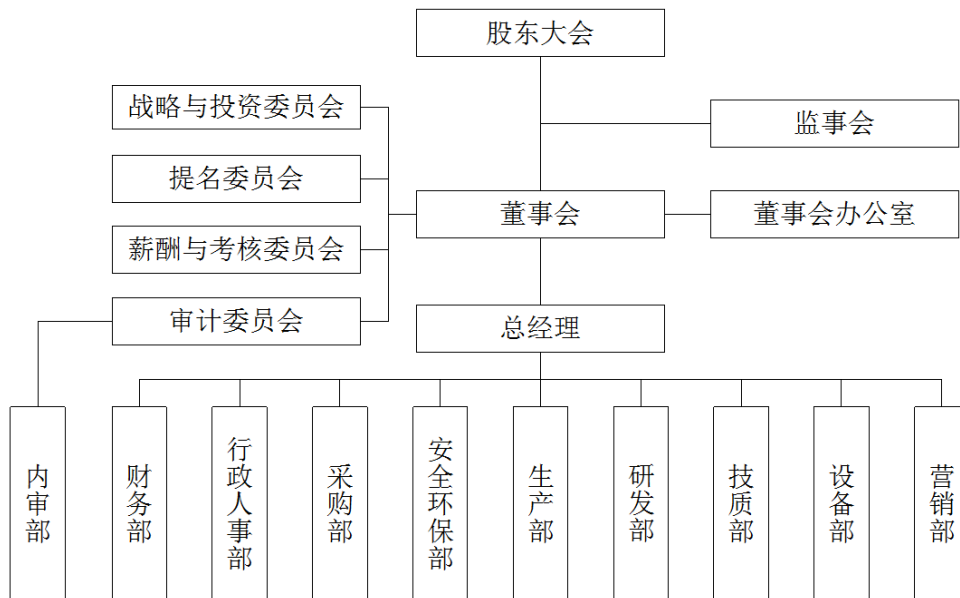 股东大会
战略与投资委员会
监事会
提名委员会
董事会
董事会办公室
薪酬与考核委员会
审计委员会
总经理
内审部
财务部
行政人事部
采购部
安全环保部
生产部
研发部
技质部
设备部
营销部